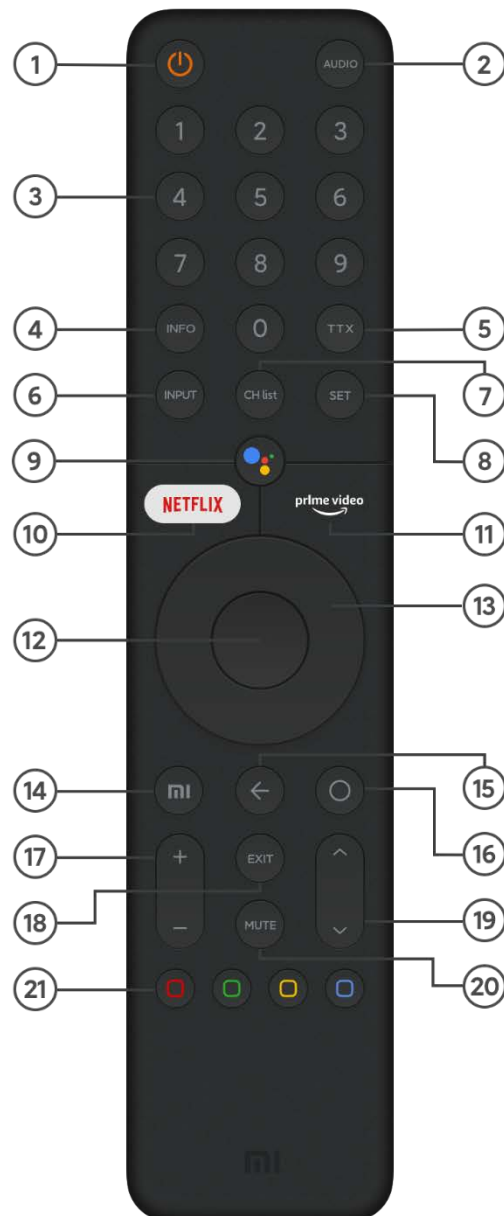 1 AUDIO 2
1 2 3
3 4 5 6
7 8 9
4 INFO 0 TTX 5
6 INPUT CH list SET 7
8
9
NETFLIX prime video
10 11
13
12
14 mi 15
17 + EXIT 16
18 − MUTE 19
21 20
mi